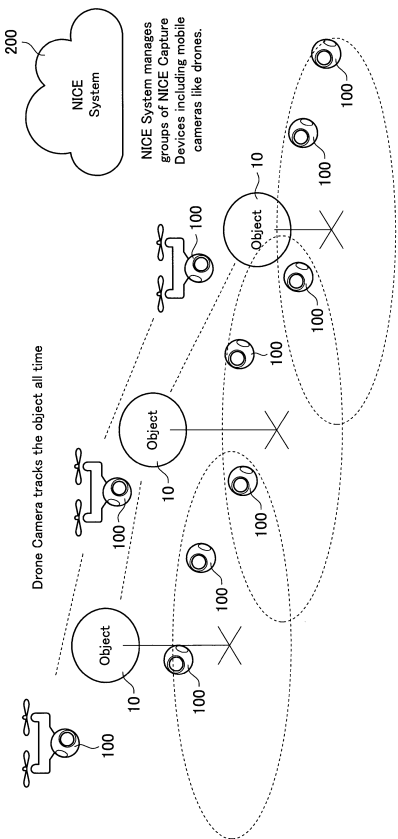 200
Drone Camera tracks the object all time
NICE
System
NICE System manages
groups of NICE Capture
Devices including mobile
cameras like drones.
100
Object
10
100
Object
10
100
Object
10
100
100
100
100
100
100
100